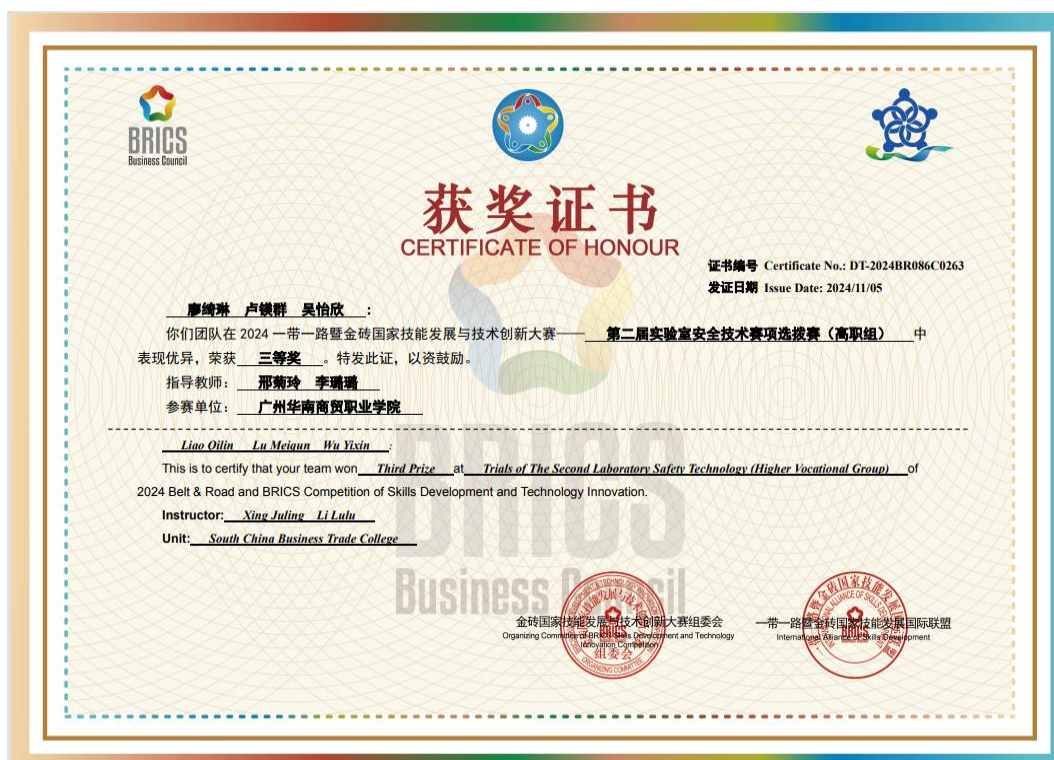 BRICS
Business Council
获奖证书
CERTIFICATE OF HONOUR
证书编号 Certificate No.: DT-2024BR086C0263
发证日期 Issue Date: 2024/11/05
廖绮琳 卢镁群 吴怡欣 :
你们团队在 2024 一带一路暨金砖国家技能发展与技术创新大赛—— 第二届实验室安全技术赛项选拔赛（高职组） 中
表现优异，荣获 三等奖 。特发此证，以资鼓励。
指导教师： 邢菊玲 李璐璐
参赛单位： 广州华南商贸职业学院
Liao Qilin Lu Meiqun Wu Yixin :
This is to certify that your team won Third Prize at Trials of The Second Laboratory Safety Technology (Higher Vocational Group) of
2024 Belt & Road and BRICS Competition of Skills Development and Technology Innovation.
Instructor: Xing Juling Li Lulu
Unit: South China Business Trade College
BRICS
Business Council
金砖国家技能发展与技术创新大赛组委会
Organizing Committee of BRICS Skills Development and Technology
Innovation Competition
组委会
ORGANIZING COMMITTEE
一带一路暨金砖国家技能发展国际联盟
International Alliance of Skills Development
BRICS